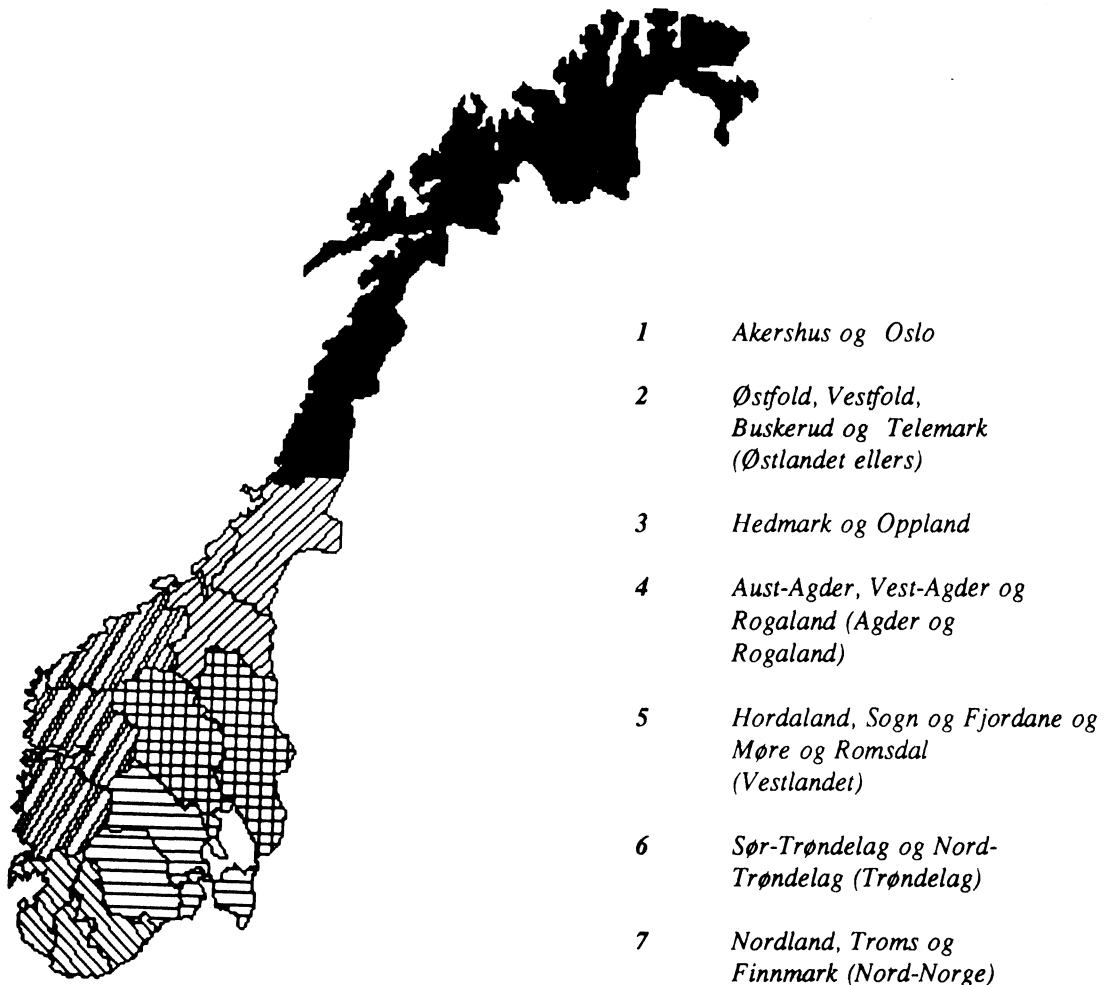 1 Akershus og Oslo
2 Østfold, Vestfold,
Buskerud og Telemark
(Østlandet ellers)
3 Hedmark og Oppland
4 Aust-Agder, Vest-Agder og
Rogaland (Agder og
Rogaland)
5 Hordaland, Sogn og Fjordane og
Møre og Romsdal
(Vestlandet)
6 Sør-Trøndelag og Nord-
Trøndelag (Trøndelag)
7 Nordland, Troms og
Finnmark (Nord-Norge)